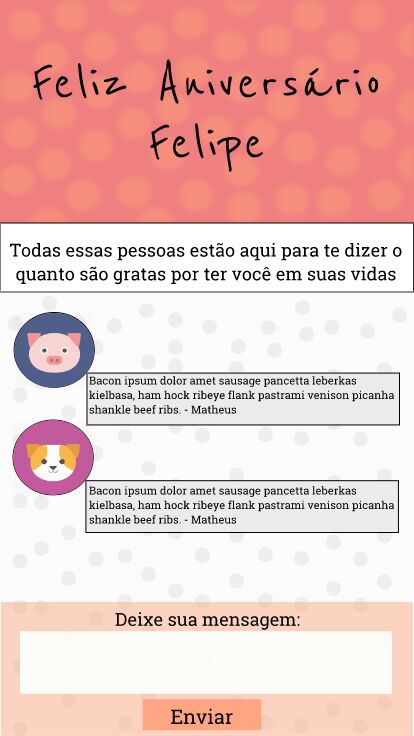 Feliz Aniversário
Felipe
Todas essas pessoas estão aqui para te dizer o
quanto são gratas por ter você em suas vidas
Bacon ipsum dolor amet sausage pancetta leberkas
kielbasa, ham hock ribeye flank pastrami venison picanha
shankle beef ribs. - Matheus
Bacon ipsum dolor amet sausage pancetta leberkas
kielbasa, ham hock ribeye flank pastrami venison picanha
shankle beef ribs. - Matheus
Deixe sua mensagem:
Enviar